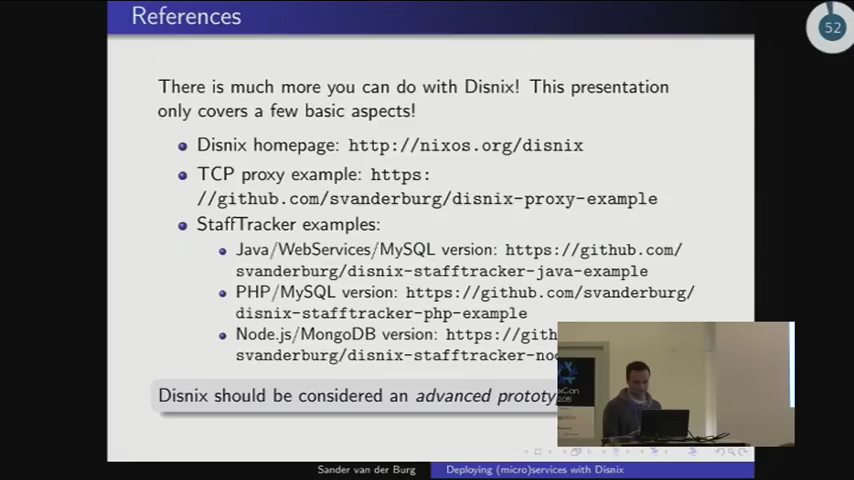 References
52
There is much more you can do with Disnix! This presentation
only covers a few basic aspects!
Disnix homepage: http://nixos.org/disnix
TCP proxy example: https:
//github.com/svanderburg/disnix-proxy-example
StaffTracker examples:
Java/WebServices/MySQL version: https://github.com/
svanderburg/disnix-stafftracker-java-example
PHP/MySQL version: https://github.com/svanderburg/
disnix-stafftracker-php-example
Node.js/MongoDB version: https://gith
svanderburg/disnix-stafftracker-no
Disnix should be considered an advanced prototy
Sander van der Burg
Deploying (micro)services with Disnix